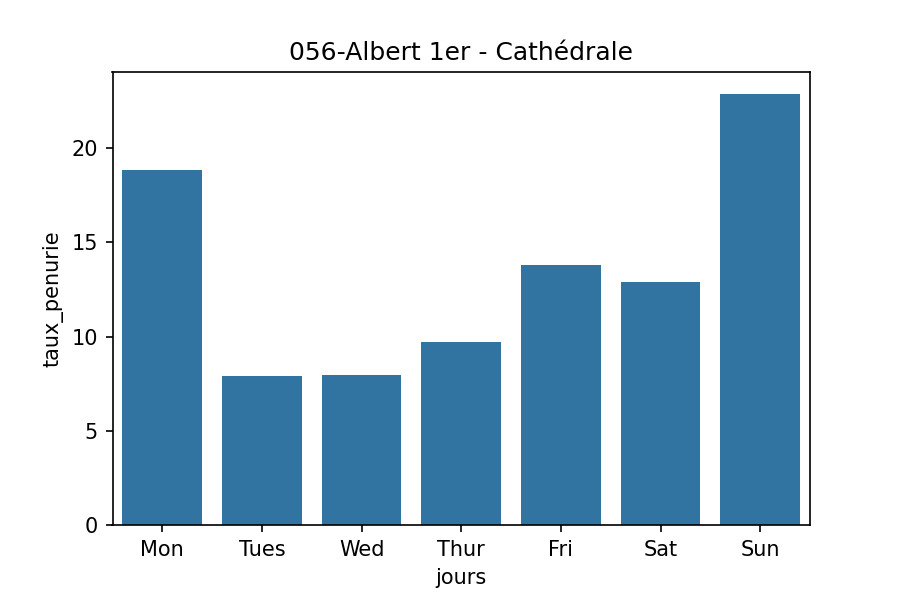 056-Albert 1er - Cathédrale
taux_penurie
20
15
10
5
0
Mon Tues Wed Thur Fri Sat Sun
jours